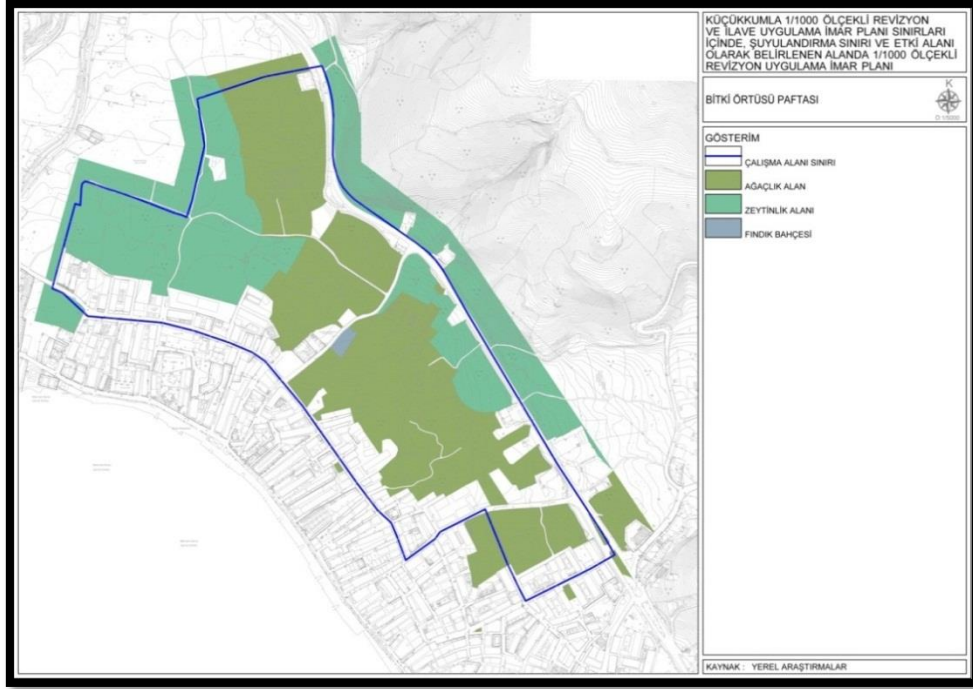 KÜÇÜKKUMLA 1/1000 ÖLÇEKLİ REVİZYON
VE İLAVE UYGULAMA İMAR PLANI SINIRLARI
İÇİNDE, ŞUYULANDIRMA SINIRI VE ETKİ ALANI
OLARAK BELİRLENEN ALANDA 1/1000 ÖLÇEKLİ
REVİZYON UYGULAMA İMAR PLANI
BİTKİ ÖRTÜSÜ PAFTASI
K
Ö:1/5000
GÖSTERİM
ÇALIŞMA ALANI SINIRI
AĞAÇLIK ALAN
ZEYTİNLİK ALANI
FINDIK BAHÇESİ
KAYNAK : YEREL ARAŞTIRMALAR